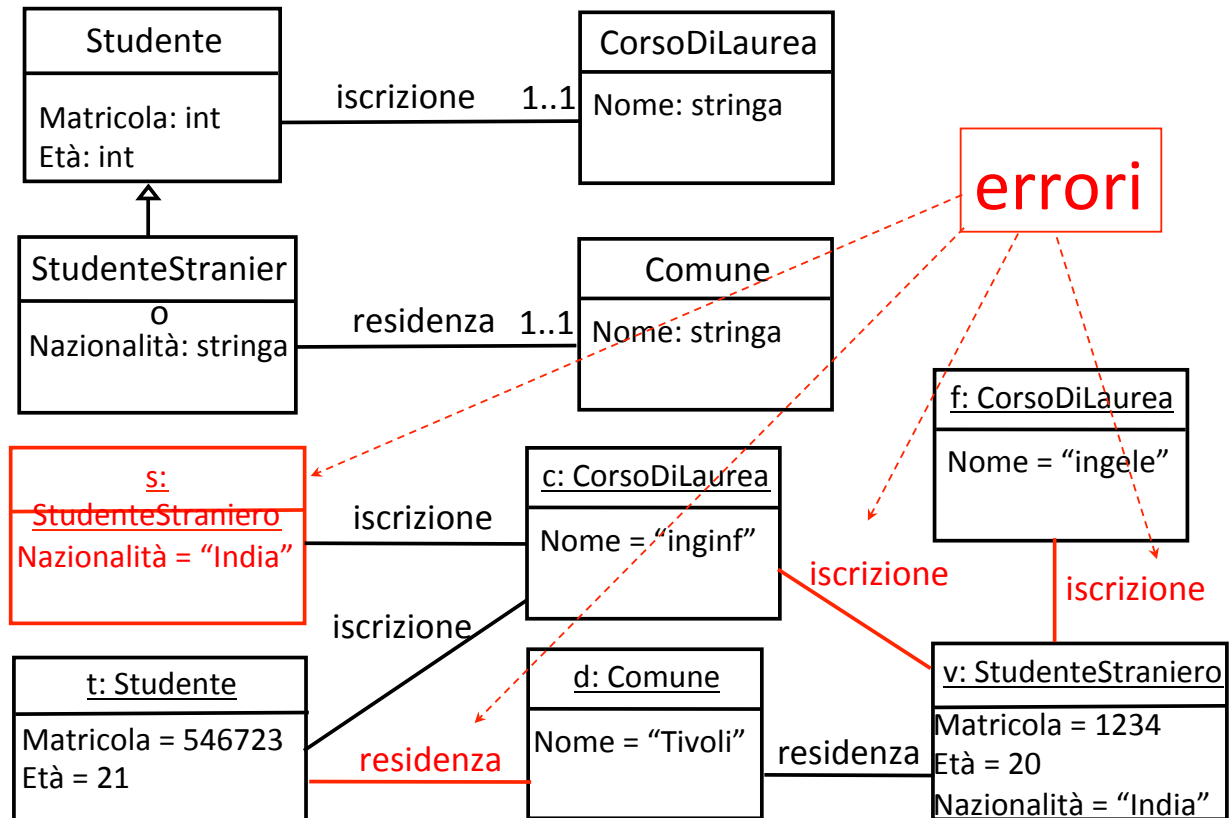 Studente
Matricola: int
Età: int
iscrizione
1..1
CorsoDiLaurea
Nome: stringa
errori
StudenteStranier
o
Nazionalità: stringa
residenza
1..1
Comune
Nome: stringa
f: CorsoDiLaurea
Nome = “ingele”
s:
StudenteStraniero
Nazionalità = “India”
iscrizione
c: CorsoDiLaurea
Nome = “inginf”
iscrizione
iscrizione
iscrizione
t: Studente
Matricola = 546723
Età = 21
residenza
d: Comune
Nome = “Tivoli”
residenza
v: StudenteStraniero
Matricola = 1234
Età = 20
Nazionalità = “India”